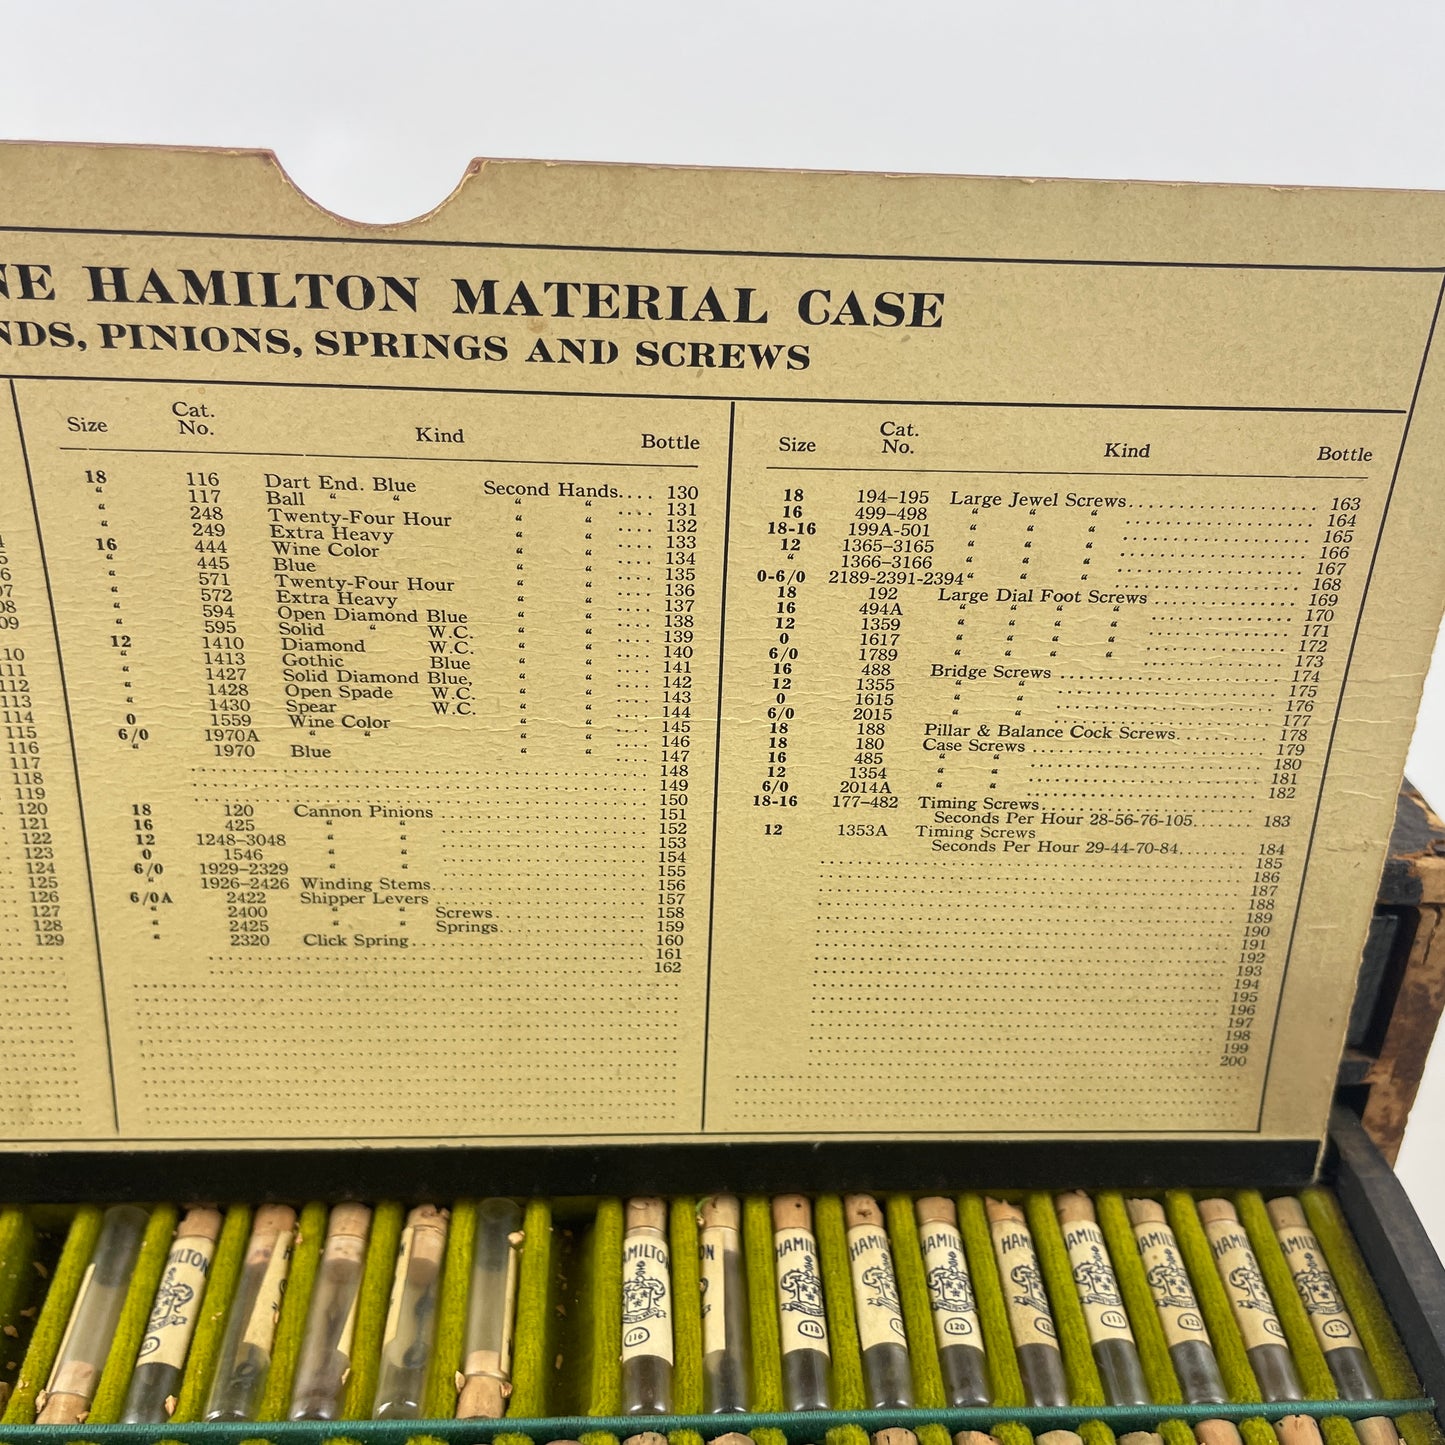 NE HAMILTON MATERIAL CASE
NDS, PINIONS, SPRINGS AND SCREWS
110
111
112
113
114
115
116
117
118
119
120
121
122
123
124
125
126
127
128
129
Size Cat. No. Kind Bottle
18 116 Dart End. Blue Second Hands.... 130
" 117 Ball " " " " .... 131
" 248 Twenty-Four Hour " " .... 132
" 249 Extra Heavy " " .... 133
16 444 Wine Color " " .... 134
" 445 Blue " " .... 135
" 571 Twenty-Four Hour " " .... 136
" 572 Extra Heavy " " .... 137
" 594 Open Diamond Blue " " .... 138
" 595 Solid " W.C. " " .... 139
12 1410 Diamond W.C. " " .... 140
" 1413 Gothic Blue " " .... 141
" 1427 Solid Diamond Blue, " " .... 142
" 1428 Open Spade W.C. " " .... 143
" 1430 Spear W.C. " " .... 144
0 1559 Wine Color " " .... 145
6/0 1970A " " " " .... 146
" 1970 Blue " " .... 147
148
149
150
18 120 Cannon Pinions 151
16 425 " " 152
12 1248-3048 " " 153
0 1546 " " 154
6/0 1929-2329 " " 155
" 1926-2426 Winding Stems 156
6/0A 2422 Shipper Levers 157
" 2400 " " Screws 158
" 2425 " " Springs 159
" 2320 Click Spring 160
161
162
Size Cat. No. Kind Bottle
18 194-195 Large Jewel Screws 163
16 499-498 " " " 164
18-16 199A-501 " " " 165
12 1365-3165 " " " 166
" 1366-3166 " " " 167
0-6/0 2189-2391-2394 " " " 168
18 192 Large Dial Foot Screws 169
16 494A " " " " 170
12 1359 " " " " 171
0 1617 " " " " 172
6/0 1789 " " " " 173
16 488 Bridge Screws 174
12 1355 " " 175
0 1615 " " 176
6/0 2015 " " 177
18 188 Pillar & Balance Cock Screws 178
18 180 Case Screws 179
16 485 " " 180
12 1354 " " 181
6/0 2014A " " 182
18-16 177-482 Timing Screws
Seconds Per Hour 28-56-76-105 183
12 1353A Timing Screws
Seconds Per Hour 29-44-70-84 184
185
186
187
188
189
190
191
192
193
194
195
196
197
198
199
200
HAMILTON
HAMILTON
116
HAMIL
118
HAMIL
HAMIL
120
HAMI
HAMIL
HAMIL
HAMIL
HAMIL